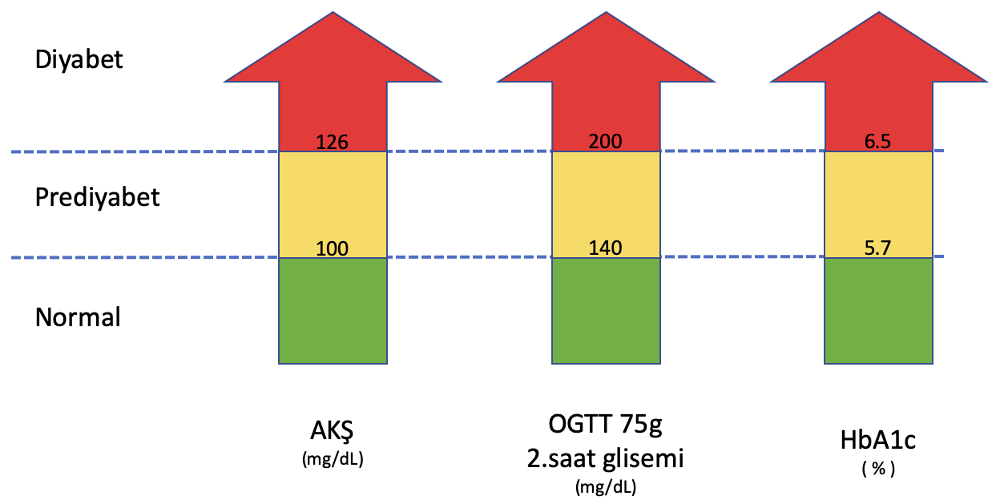 Diyabet
126
200
6.5
Prediyabet
100
140
5.7
Normal
AKŞ
(mg/dL)
OGTT 75g
2.saat glisemi
(mg/dL)
HbA1c
( % )